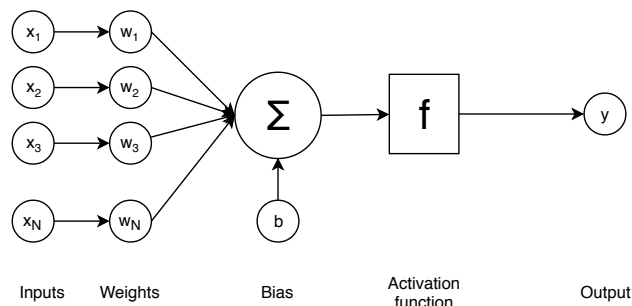 x1 w1
x2 w2
Σ f y
x3 w3
xN wN b
Inputs Weights Bias Activation function Output